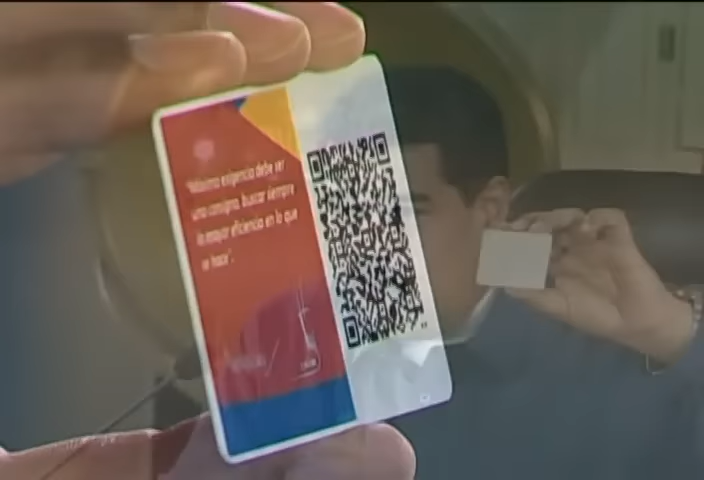 "Máxima exigencia debe ser
una consigna, buscar siempre
la mayor eficiencia en lo que
se hace".